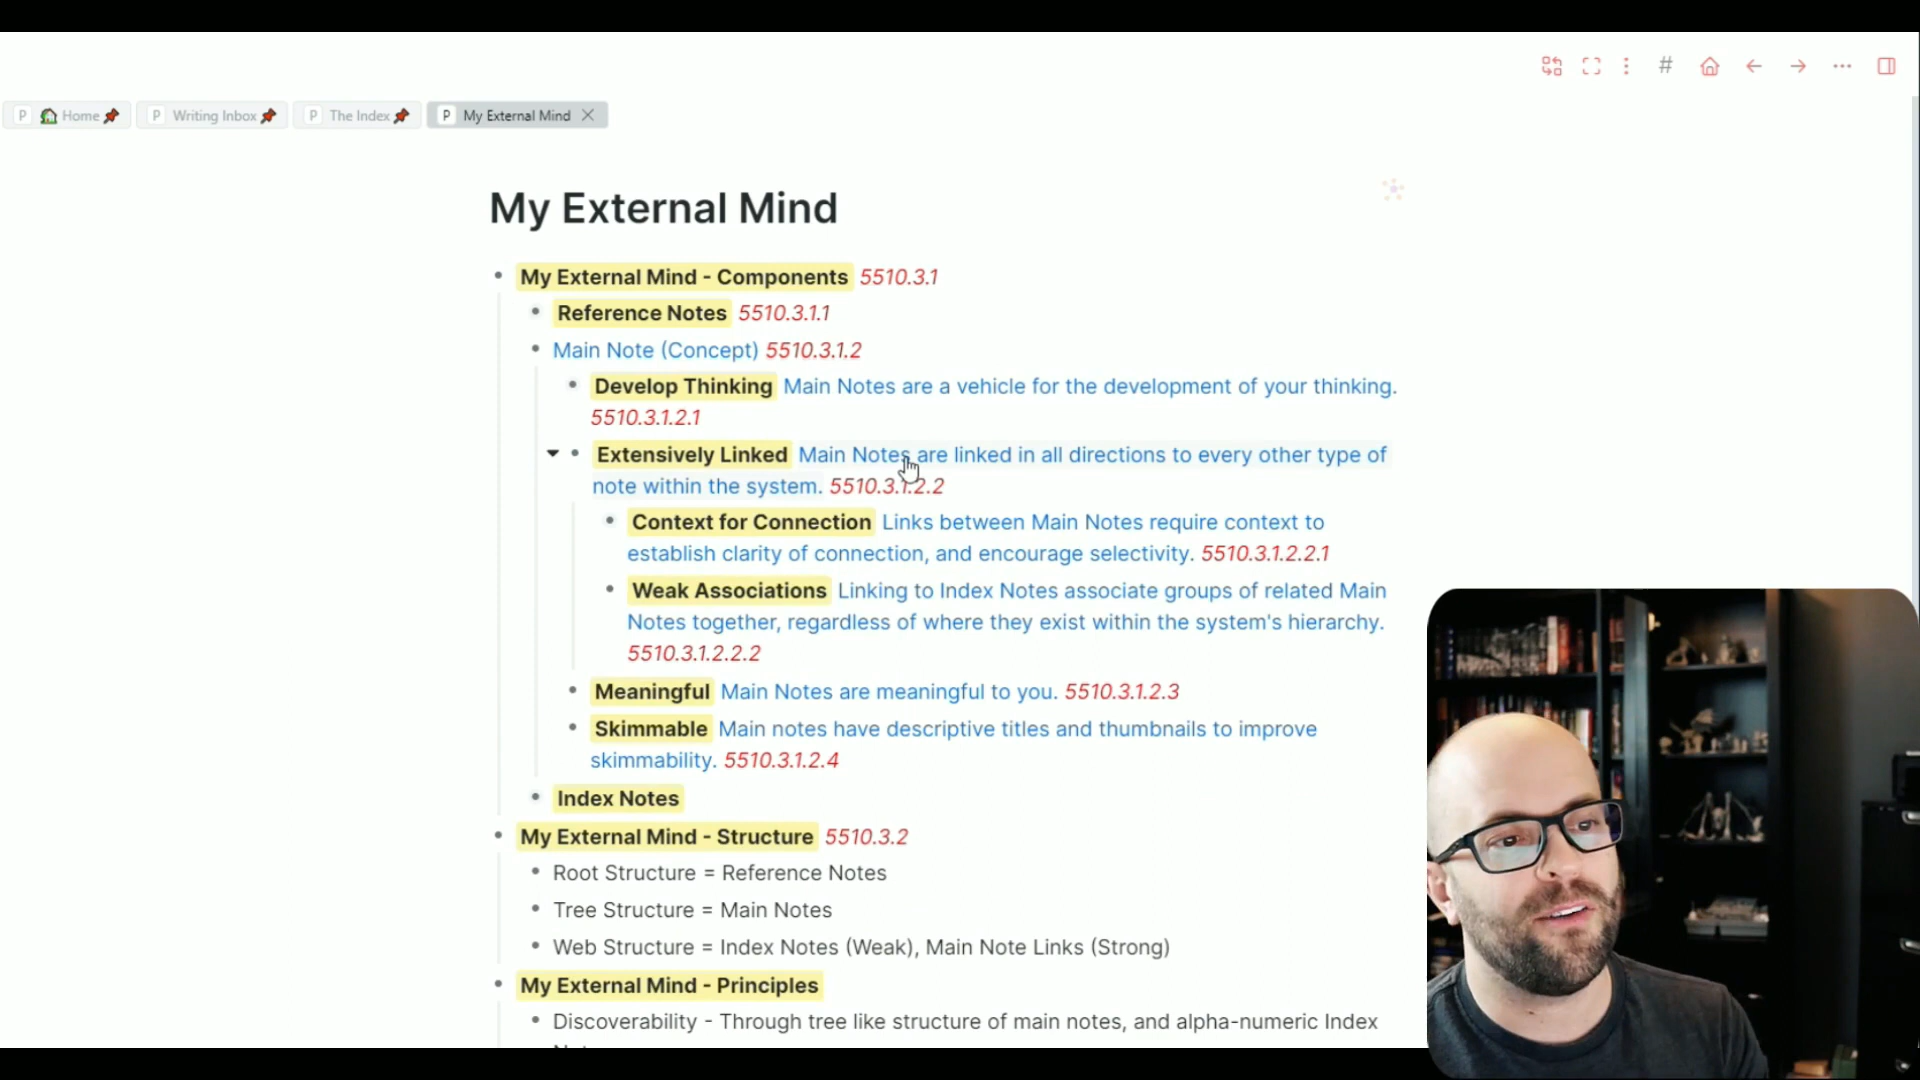 Home
Writing Inbox
The Index
My External Mind
My External Mind
My External Mind - Components 5510.3.1
Reference Notes 5510.3.1.1
Main Note (Concept) 5510.3.1.2
Develop Thinking Main Notes are a vehicle for the development of your thinking.
5510.3.1.2.1
Extensively Linked Main Notes are linked in all directions to every other type of
note within the system. 5510.3.1.2.2
Context for Connection Links between Main Notes require context to
establish clarity of connection, and encourage selectivity. 5510.3.1.2.2.1
Weak Associations Linking to Index Notes associate groups of related Main
Notes together, regardless of where they exist within the system's hierarchy.
5510.3.1.2.2.2
Meaningful Main Notes are meaningful to you. 5510.3.1.2.3
Skimmable Main notes have descriptive titles and thumbnails to improve
skimmability. 5510.3.1.2.4
Index Notes
My External Mind - Structure 5510.3.2
Root Structure = Reference Notes
Tree Structure = Main Notes
Web Structure = Index Notes (Weak), Main Note Links (Strong)
My External Mind - Principles
Discoverability - Through tree like structure of main notes, and alpha-numeric Index